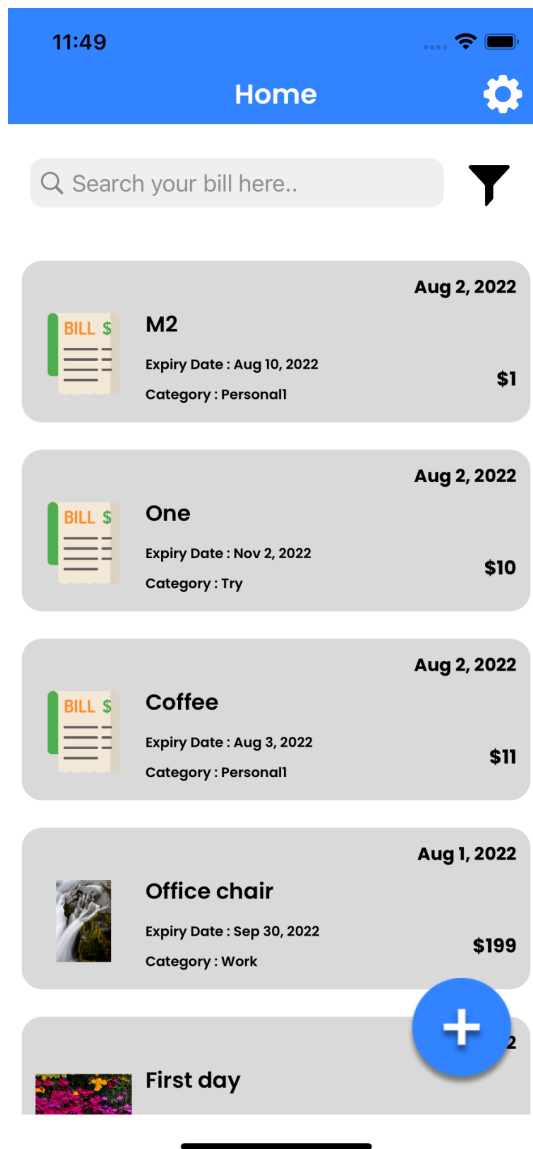 11:49
Home
Search your bill here..
Aug 2, 2022
BILL $
M2
Expiry Date : Aug 10, 2022
Category : Personal1
$1
Aug 2, 2022
BILL $
One
Expiry Date : Nov 2, 2022
Category : Try
$10
Aug 2, 2022
BILL $
Coffee
Expiry Date : Aug 3, 2022
Category : Personal1
$11
Aug 1, 2022
Office chair
Expiry Date : Sep 30, 2022
Category : Work
$199
First day